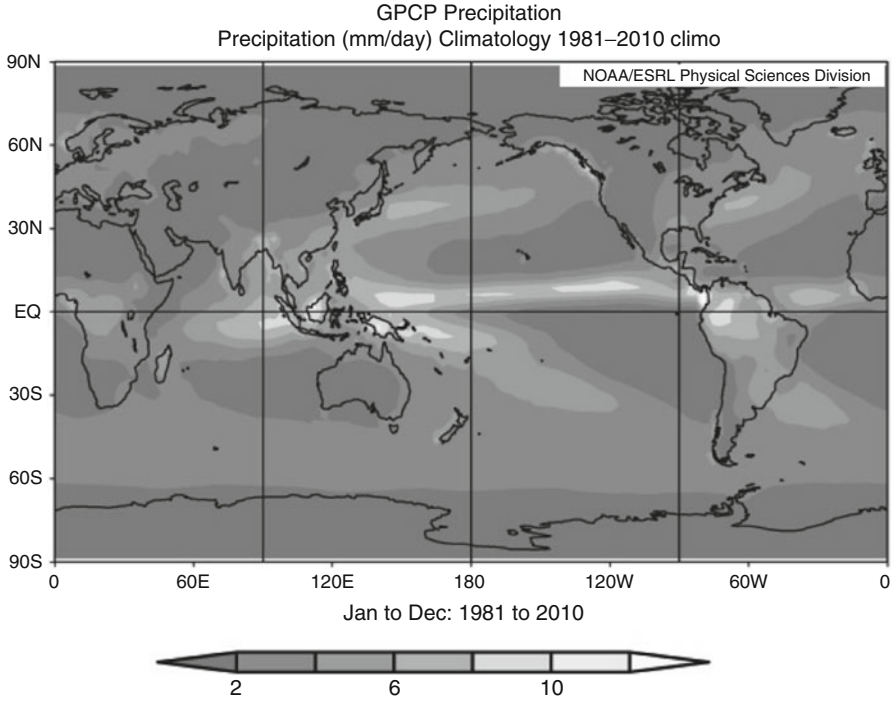 GPCP Precipitation
Precipitation (mm/day) Climatology 1981–2010 climo
NOAA/ESRL Physical Sciences Division
90N
60N
30N
EQ
30S
60S
90S
0 60E 120E 180 120W 60W 0
Jan to Dec: 1981 to 2010
2 6 10